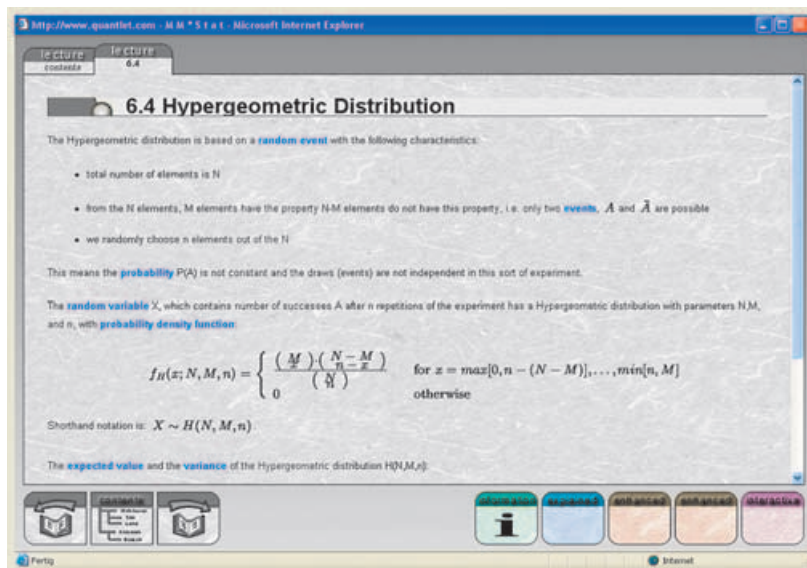 http://www.quantlet.com - M M * S t a t - Microsoft Internet Explorer
lecture
contents
lecture
6.4
6.4 Hypergeometric Distribution
The Hypergeometric distribution is based on a random event with the following characteristics:
• total number of elements is N
• from the N elements, M elements have the property N-M elements do not have this property, i.e. only two events, A and Ā are possible
• we randomly choose n elements out of the N
This means the probability P(A) is not constant and the draws (events) are not independent in this sort of experiment.
The random variable X, which contains number of successes A after n repetitions of the experiment has a Hypergeometric distribution with parameters N,M,
and n, with probability density function:
f_H(x; N, M, n) = { (M x)·(N − M n − x) / (N n) for x = max[0, n − (N − M)], . . . , min[n, M]
0 otherwise
Shorthand notation is: X ∼ H(N, M, n)
The expected value and the variance of the Hypergeometric distribution H(N,M,n):
contents
information
explained
enhanced
enhanced
interactive
Fertig
Internet